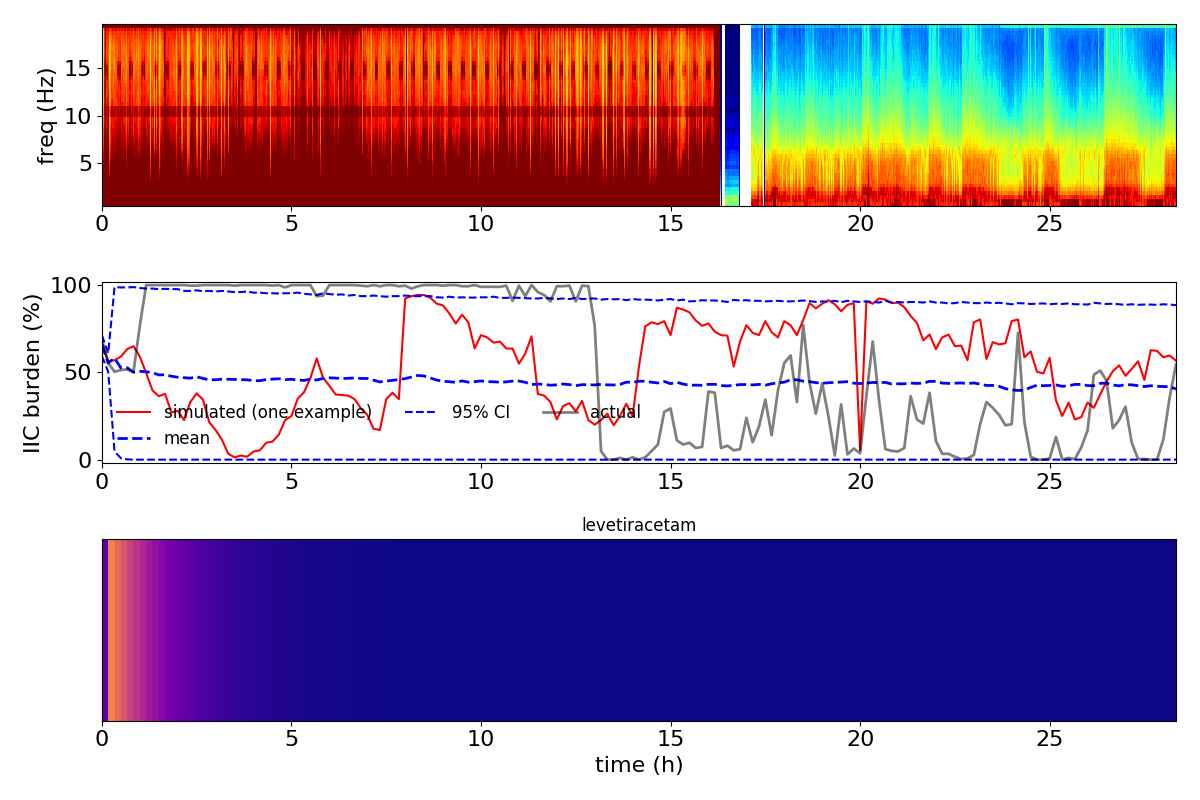 freq (Hz)
15
10
5
0 5 10 15 20 25
IIC burden (%)
100
50
0
simulated (one example) 95% CI actual
mean
0 5 10 15 20 25
levetiracetam
0 5 10 15 20 25
time (h)